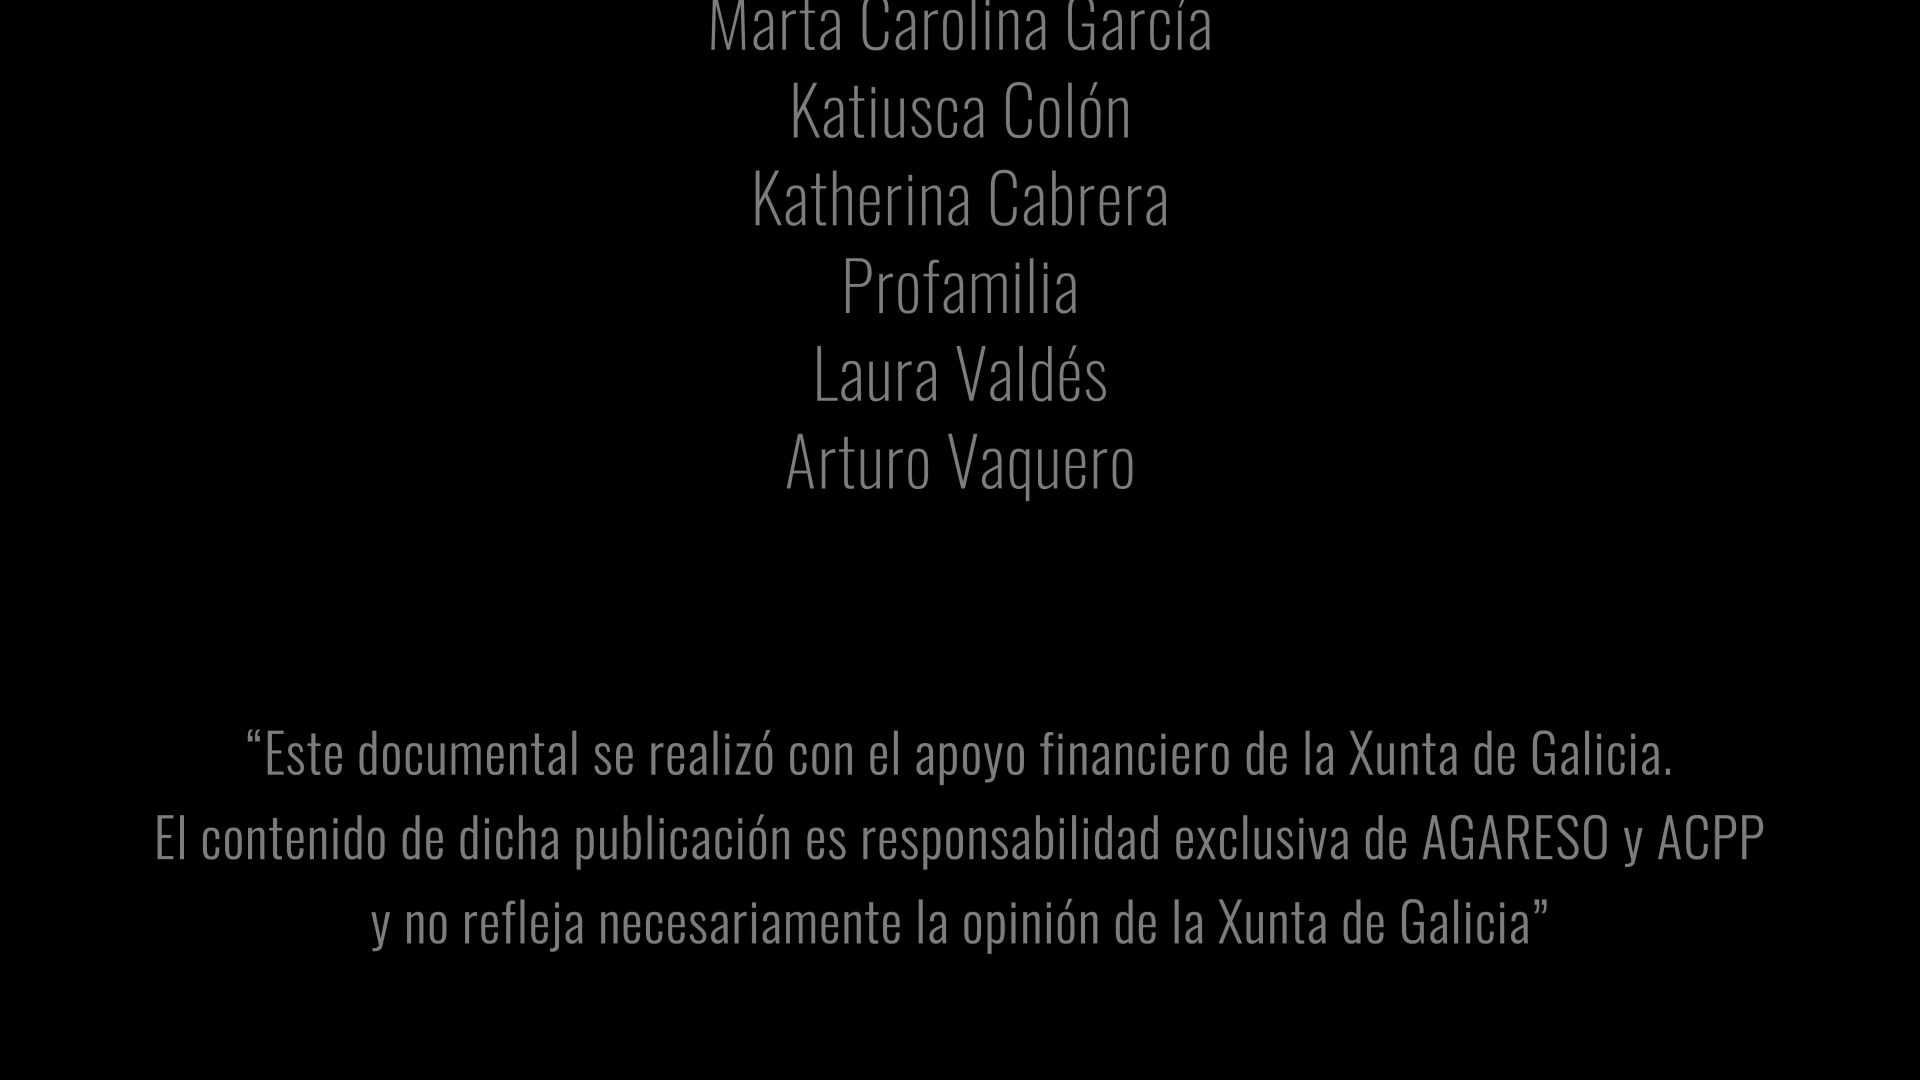 Marta Carolina García
Katiusca Colón
Katherina Cabrera
Profamilia
Laura Valdés
Arturo Vaquero
“Este documental se realizó con el apoyo financiero de la Xunta de Galicia.
El contenido de dicha publicación es responsabilidad exclusiva de AGARESO y ACPP
y no refleja necesariamente la opinión de la Xunta de Galicia”